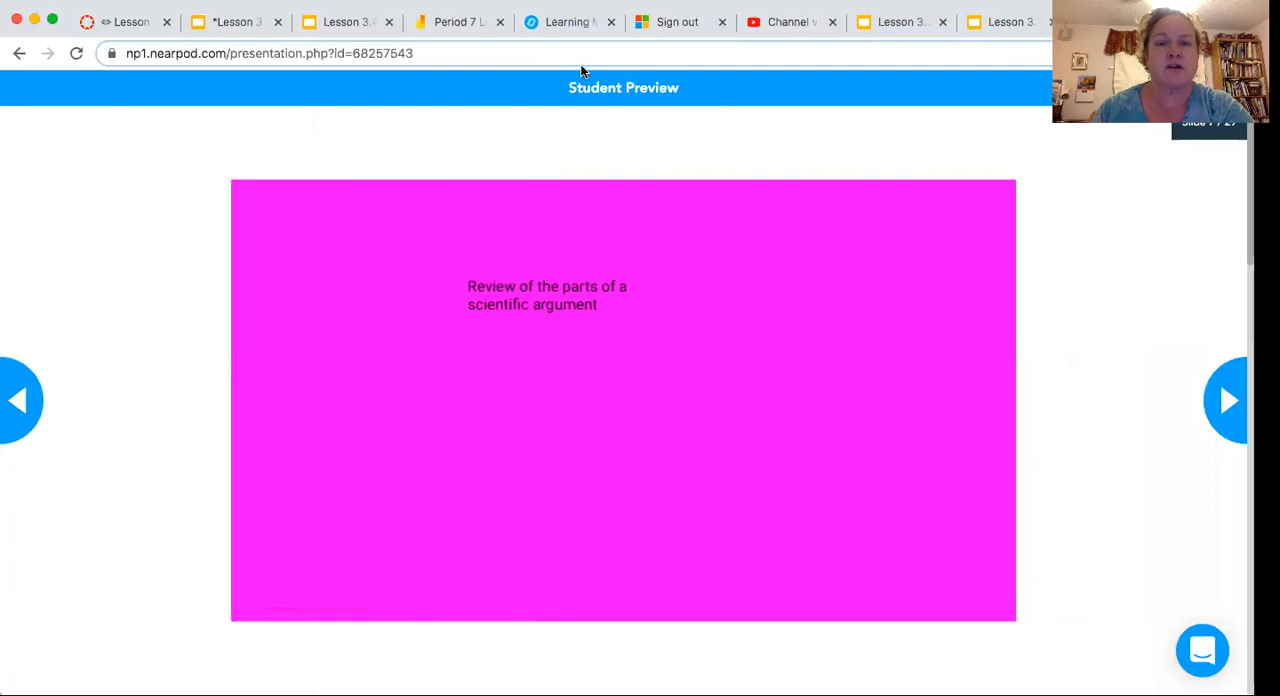 Lesson
*Lesson 3
Lesson 3.4
Period 7 L
Learning M
Sign out
Channel
Lesson 3.
Lesson 3.
np1.nearpod.com/presentation.php?id=68257543
Student Preview
Review of the parts of a
scientific argument